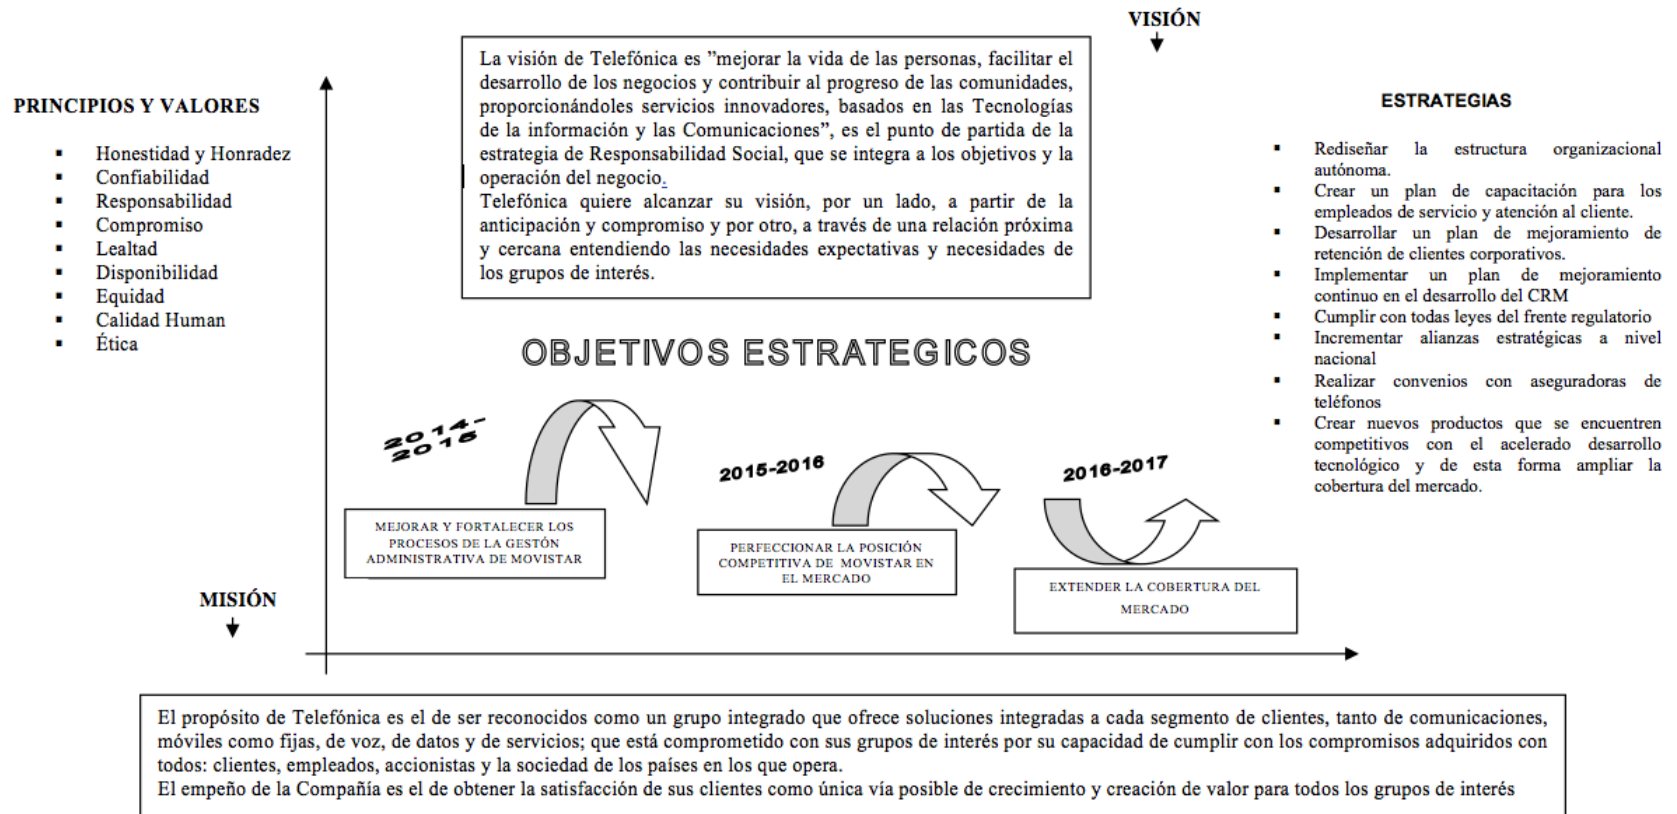 VISIÓN
La visión de Telefónica es ”mejorar la vida de las personas, facilitar el
desarrollo de los negocios y contribuir al progreso de las comunidades,
proporcionándoles servicios innovadores, basados en las Tecnologías
de la información y las Comunicaciones”, es el punto de partida de la
estrategia de Responsabilidad Social, que se integra a los objetivos y la
operación del negocio.
Telefónica quiere alcanzar su visión, por un lado, a partir de la
anticipación y compromiso y por otro, a través de una relación próxima
y cercana entendiendo las necesidades expectativas y necesidades de
los grupos de interés.
PRINCIPIOS Y VALORES
▪ Honestidad y Honradez
▪ Confiabilidad
▪ Responsabilidad
▪ Compromiso
▪ Lealtad
▪ Disponibilidad
▪ Equidad
▪ Calidad Human
▪ Ética
ESTRATEGIAS
▪ Rediseñar la estructura organizacional
autónoma.
▪ Crear un plan de capacitación para los
empleados de servicio y atención al cliente.
▪ Desarrollar un plan de mejoramiento de
retención de clientes corporativos.
▪ Implementar un plan de mejoramiento
continuo en el desarrollo del CRM
▪ Cumplir con todas leyes del frente regulatorio
▪ Incrementar alianzas estratégicas a nivel
nacional
▪ Realizar convenios con aseguradoras de
teléfonos
▪ Crear nuevos productos que se encuentren
competitivos con el acelerado desarrollo
tecnológico y de esta forma ampliar la
cobertura del mercado.
OBJETIVOS ESTRATEGICOS
2014-
2015
MEJORAR Y FORTALECER LOS
PROCESOS DE LA GESTÓN
ADMINISTRATIVA DE MOVISTAR
2015-2016
PERFECCIONAR LA POSICIÓN
COMPETITIVA DE MOVISTAR EN
EL MERCADO
2016-2017
EXTENDER LA COBERTURA DEL
MERCADO
MISIÓN
El propósito de Telefónica es el de ser reconocidos como un grupo integrado que ofrece soluciones integradas a cada segmento de clientes, tanto de comunicaciones,
móviles como fijas, de voz, de datos y de servicios; que está comprometido con sus grupos de interés por su capacidad de cumplir con los compromisos adquiridos con
todos: clientes, empleados, accionistas y la sociedad de los países en los que opera.
El empeño de la Compañía es el de obtener la satisfacción de sus clientes como única vía posible de crecimiento y creación de valor para todos los grupos de interés